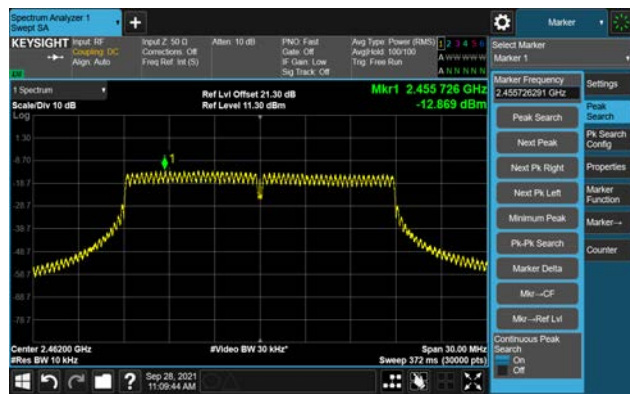 Spectrum Analyzer 1
Swept SA
+
Marker
KEYSIGHT
Input: RF
Coupling: DC
Align: Auto
Input Z: 50 Ω
Corrections: Off
Freq Ref: Int (S)
Atten: 10 dB
PNO: Fast
Gate: Off
IF Gain: Low
Sig Track: Off
Avg Type: Power (RMS)
Avg|Hold: 100/100
Trig: Free Run
1 2 3 4 5 6
A W W W W W
A N N N N N
Select Marker
Marker 1
1 Spectrum
Scale/Div 10 dB
Log
Ref Lvl Offset 21.30 dB
Ref Level 11.30 dBm
Mkr1 2.455 726 GHz
-12.869 dBm
1
1.30
-8.70
-18.7
-28.7
-38.7
-48.7
-58.7
-68.7
-78.7
Center 2.46200 GHz
#Res BW 10 kHz
#Video BW 30 kHz*
Span 30.00 MHz
Sweep 372 ms (30000 pts)
Marker Frequency
2.455726291 GHz
Peak Search
Next Peak
Next Pk Right
Next Pk Left
Minimum Peak
Pk-Pk Search
Marker Delta
Mkr→CF
Mkr→Ref Lvl
Continuous Peak
Search
On
Off
Settings
Peak
Search
Pk Search
Config
Properties
Marker
Function
Marker→
Counter
?
Sep 28, 2021
11:09:44 AM